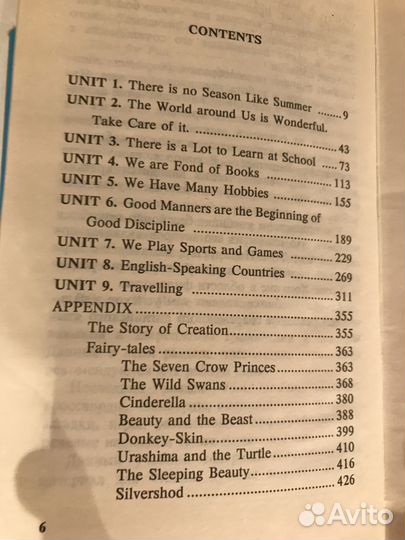 CONTENTS
UNIT 1. There is no Season Like Summer ........ 9
UNIT 2. The World around Us is Wonderful.
Take Care of it. ........ 43
UNIT 3. There is a Lot to Learn at School ..... 73
UNIT 4. We are Fond of Books ........ 113
UNIT 5. We Have Many Hobbies ........ 155
UNIT 6. Good Manners are the Beginning of
Good Discipline ........ 189
UNIT 7. We Play Sports and Games ........ 229
UNIT 8. English-Speaking Countries ........ 269
UNIT 9. Travelling ........ 311
APPENDIX ........ 355
The Story of Creation ........ 355
Fairy-tales ........ 363
The Seven Crow Princes ........ 363
The Wild Swans ........ 368
Cinderella ........ 380
Beauty and the Beast ........ 388
Donkey-Skin ........ 399
Urashima and the Turtle ........ 410
The Sleeping Beauty ........ 416
Silvershod ........ 426
6
Avito